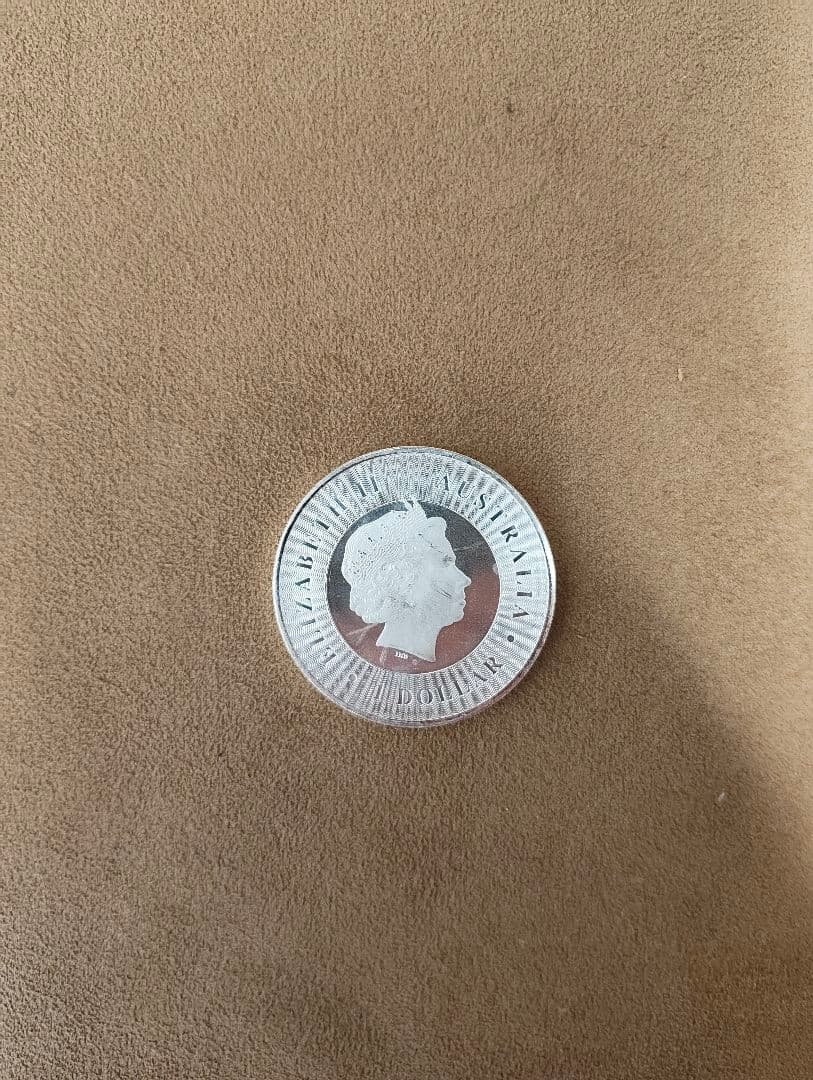 ELIZABETH II
AUSTRALIA •
1 DOLLAR